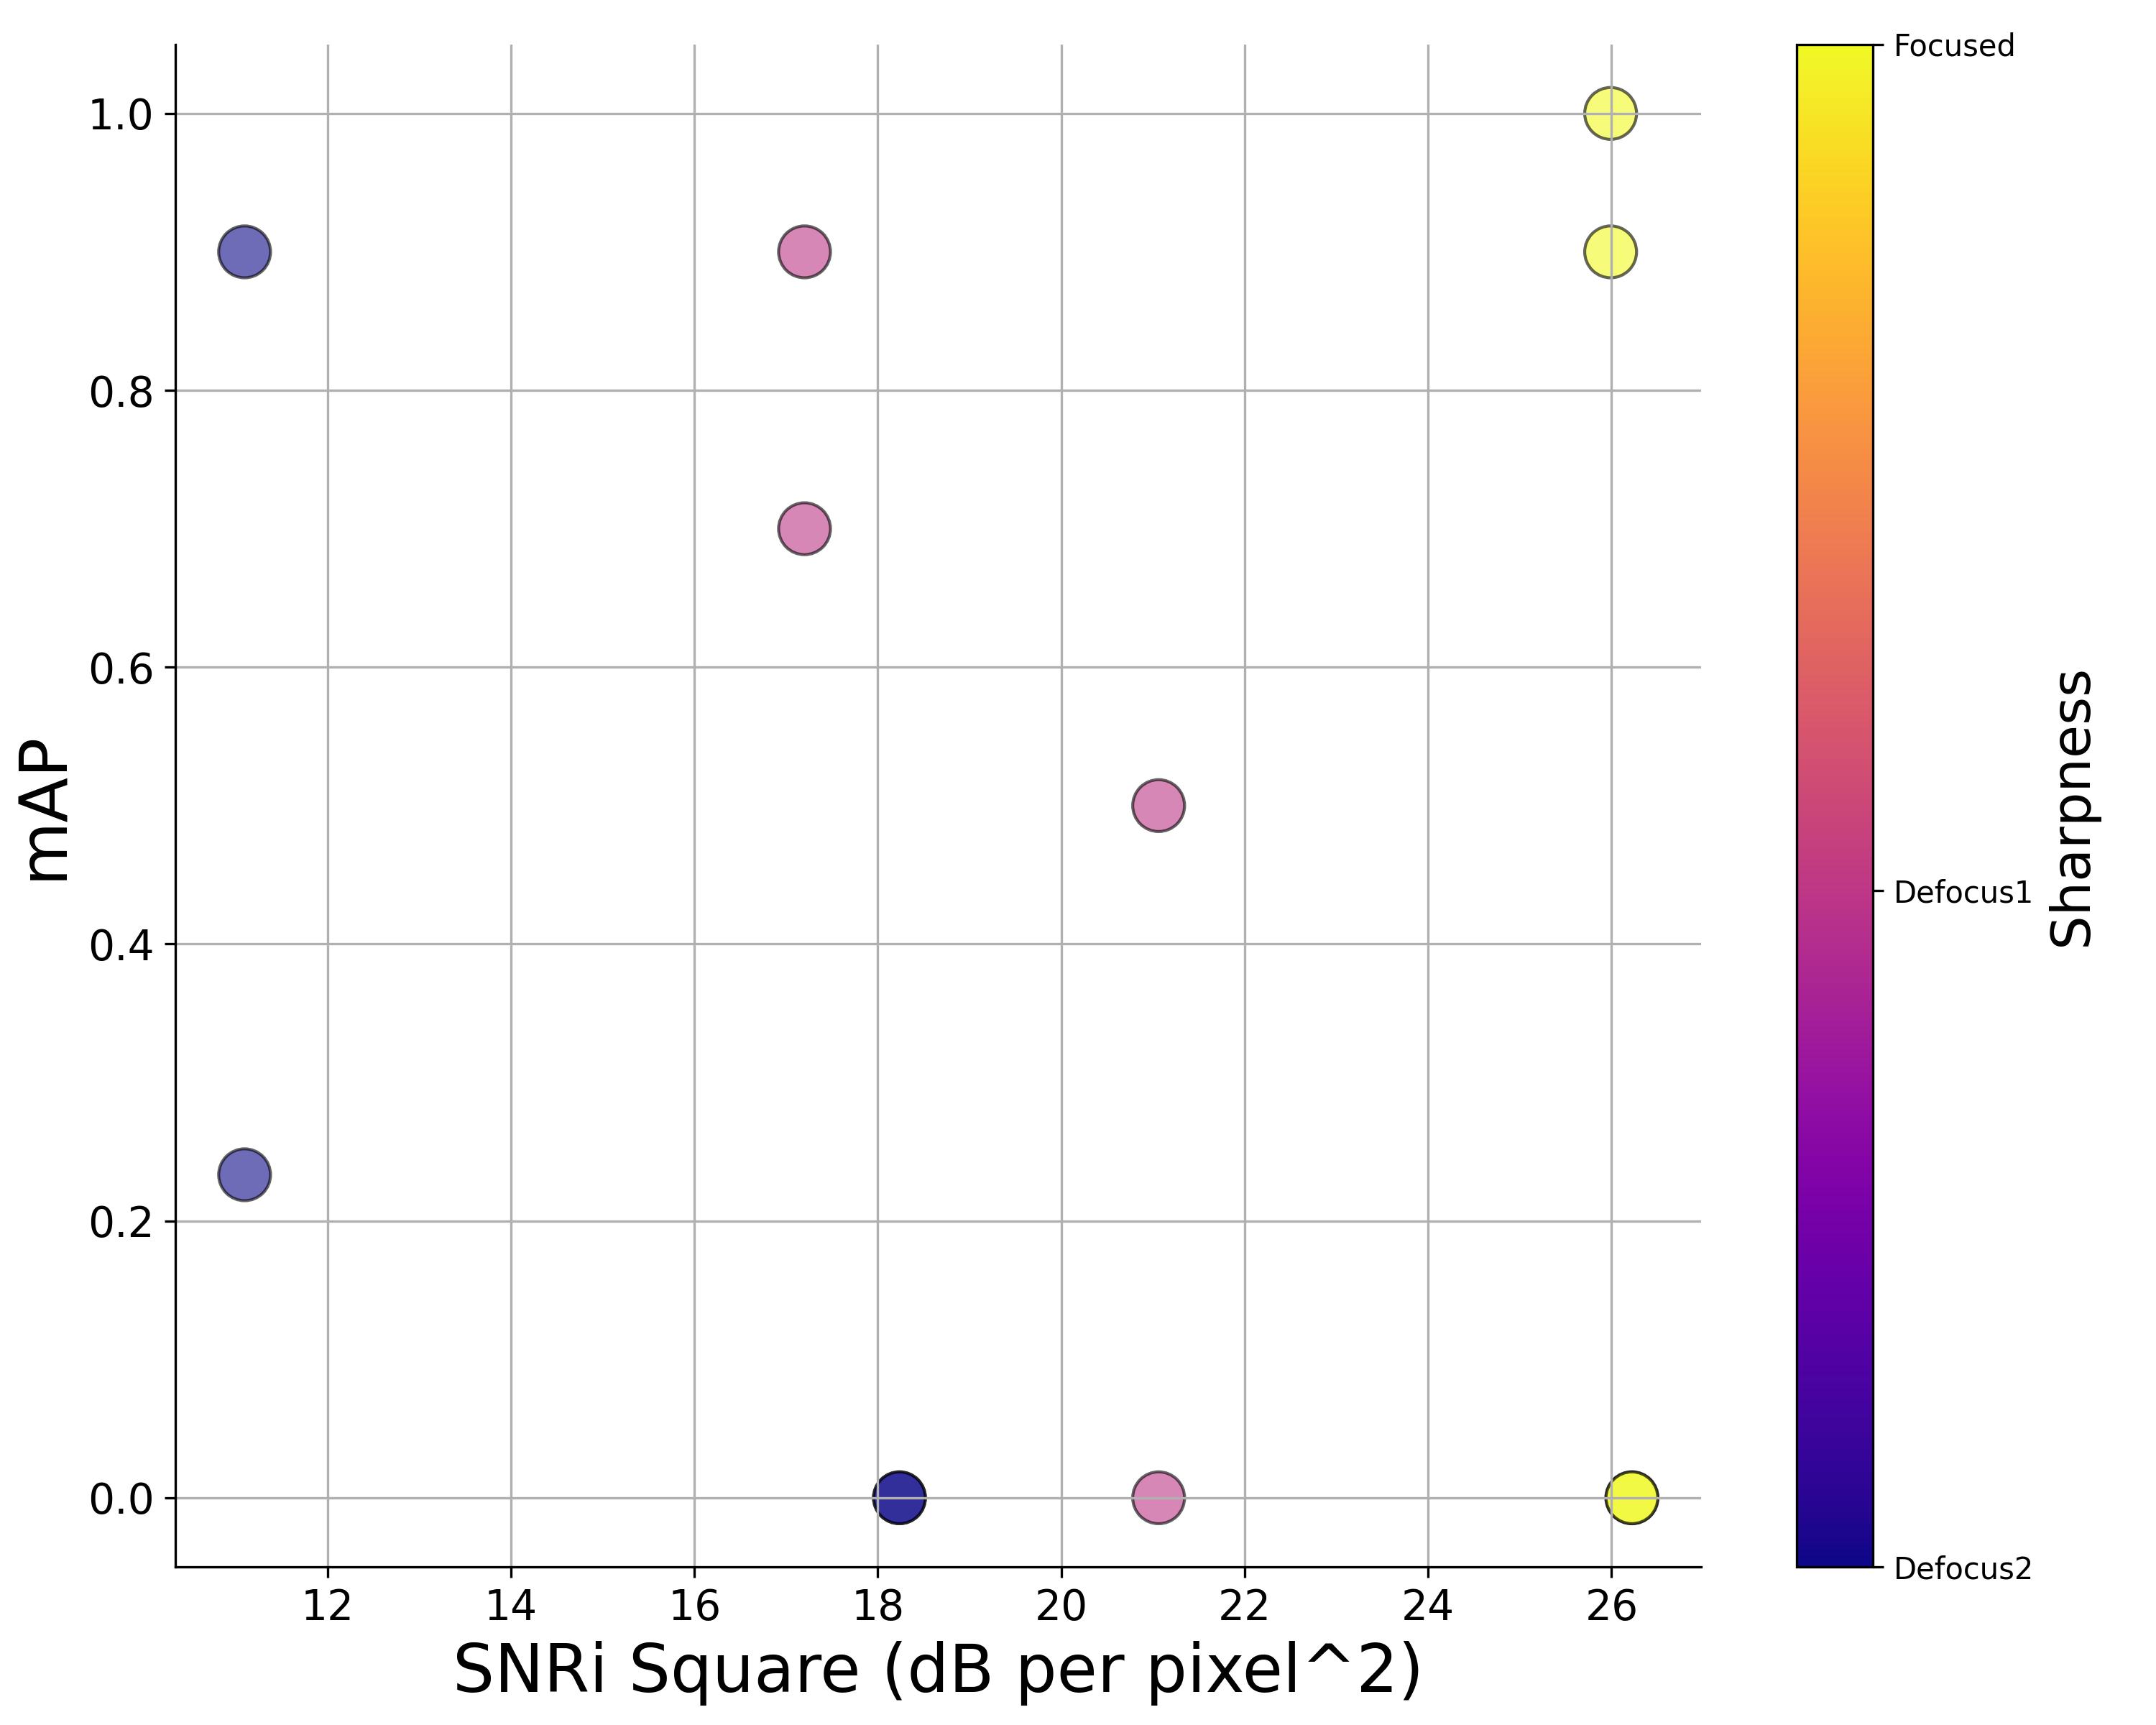 mAP
1.0
0.8
0.6
0.4
0.2
0.0
12 14 16 18 20 22 24 26
SNRi Square (dB per pixel^2)
Focused
Defocus1
Defocus2
Sharpness